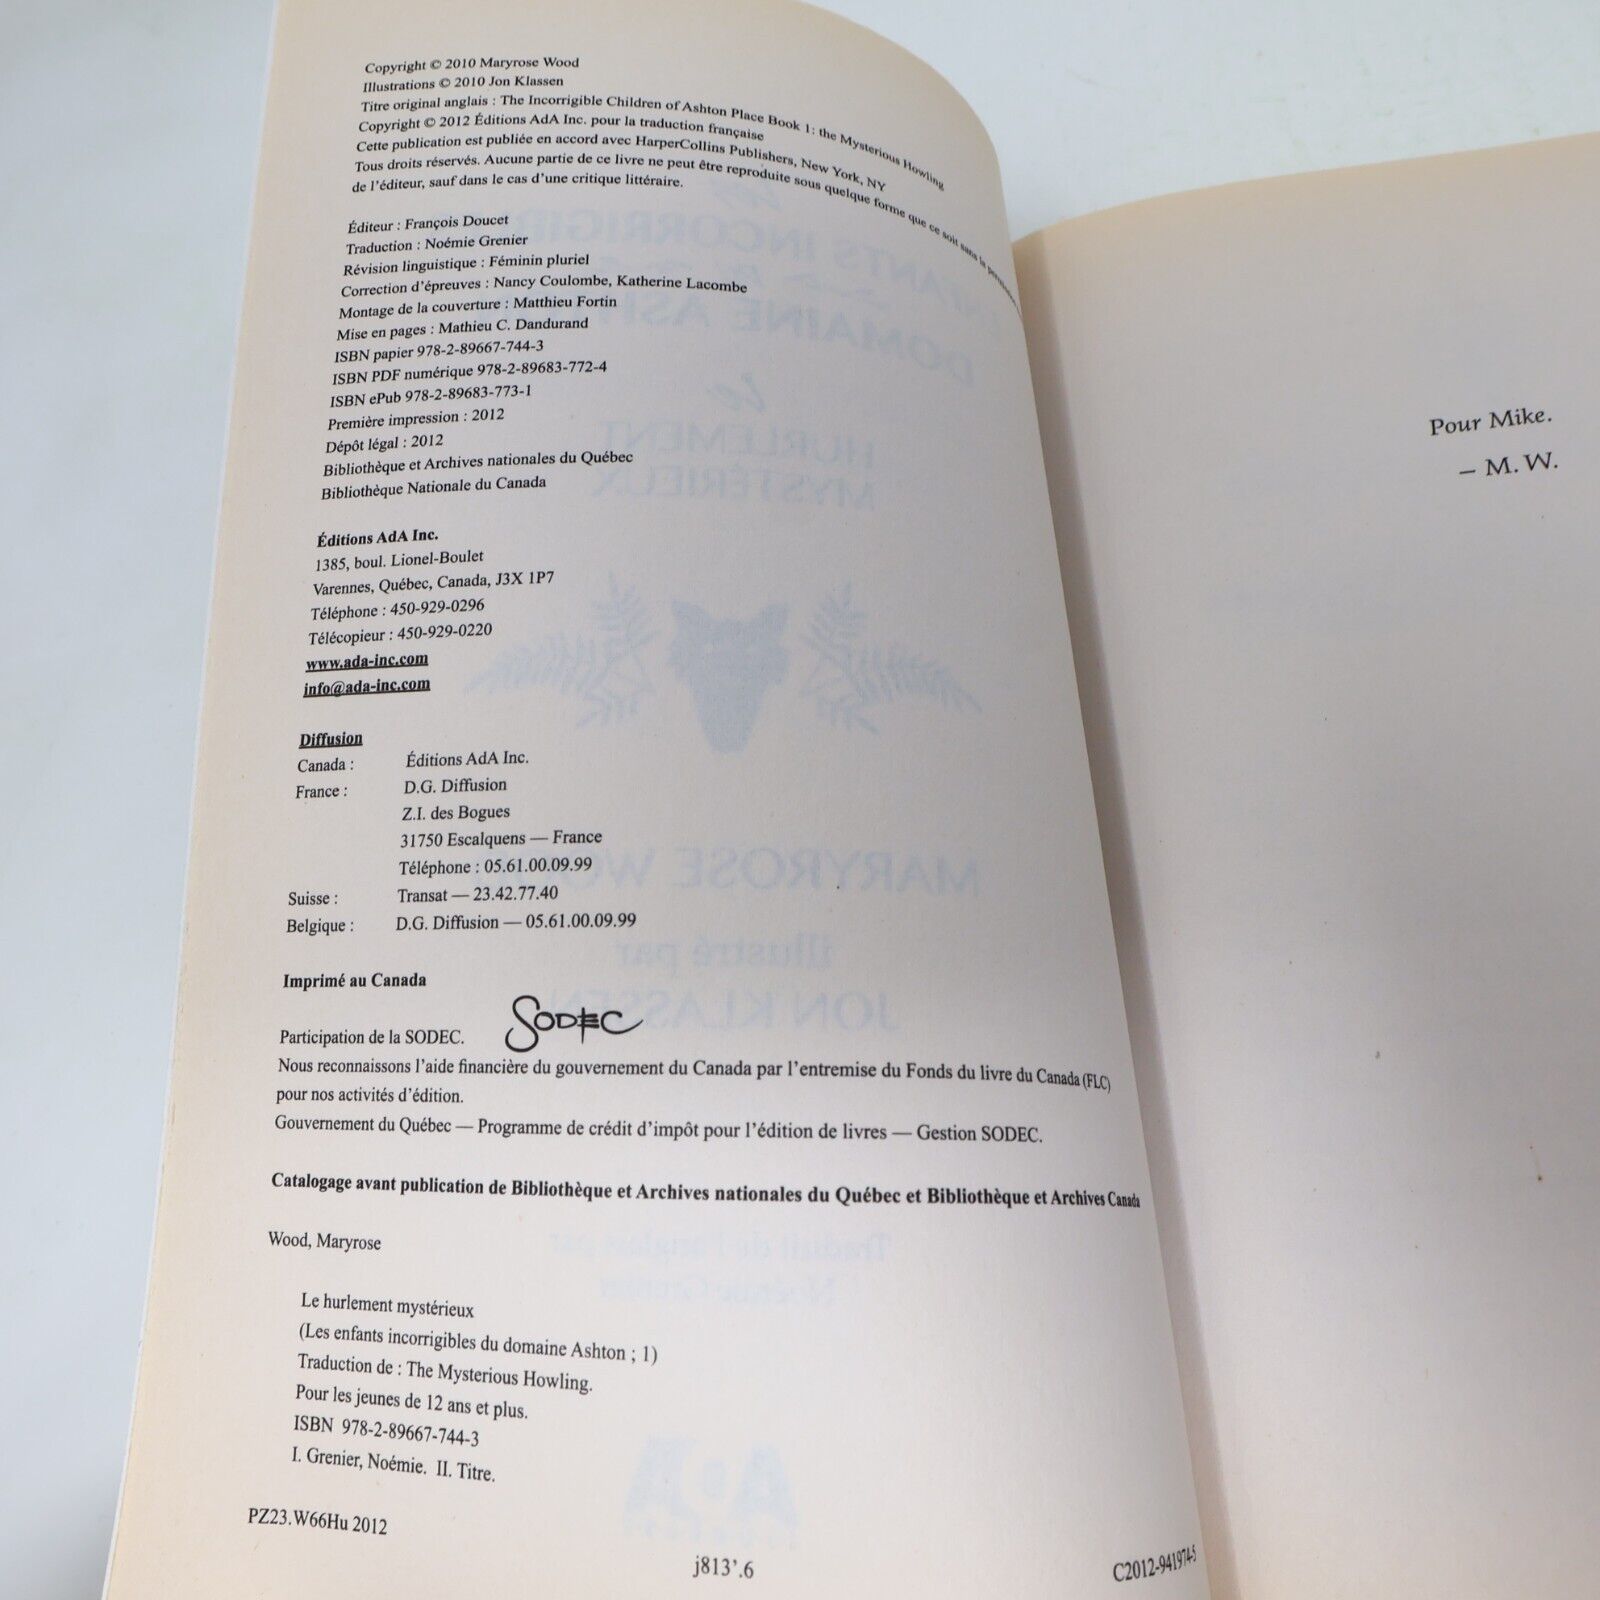 Copyright © 2010 Maryrose Wood
Illustrations © 2010 Jon Klassen
Titre original anglais : The Incorrigible Children of Ashton Place Book 1: the Mysterious Howling
Copyright © 2012 Éditions AdA Inc. pour la traduction française
Cette publication est publiée en accord avec HarperCollins Publishers, New York, NY
Tous droits réservés. Aucune partie de ce livre ne peut être reproduite sous quelque forme que ce soit sans la permission
de l'éditeur, sauf dans le cas d'une critique littéraire.
Éditeur : François Doucet
Traduction : Noémie Grenier
Révision linguistique : Féminin pluriel
Correction d'épreuves : Nancy Coulombe, Katherine Lacombe
Montage de la couverture : Matthieu Fortin
Mise en pages : Mathieu C. Dandurand
ISBN papier 978-2-89667-744-3
ISBN PDF numérique 978-2-89683-772-4
ISBN ePub 978-2-89683-773-1
Première impression : 2012
Dépôt légal : 2012
Bibliothèque et Archives nationales du Québec
Bibliothèque Nationale du Canada
Éditions AdA Inc.
1385, boul. Lionel-Boulet
Varennes, Québec, Canada, J3X 1P7
Téléphone : 450-929-0296
Télécopieur : 450-929-0220
www.ada-inc.com
info@ada-inc.com
Diffusion
Canada : Éditions AdA Inc.
France : D.G. Diffusion
Z.I. des Bogues
31750 Escalquens — France
Téléphone : 05.61.00.09.99
Suisse : Transat — 23.42.77.40
Belgique : D.G. Diffusion — 05.61.00.09.99
Imprimé au Canada
Participation de la SODEC. SODEC
Nous reconnaissons l'aide financière du gouvernement du Canada par l'entremise du Fonds du livre du Canada (FLC)
pour nos activités d'édition.
Gouvernement du Québec — Programme de crédit d'impôt pour l'édition de livres — Gestion SODEC.
Catalogage avant publication de Bibliothèque et Archives nationales du Québec et Bibliothèque et Archives Canada
Wood, Maryrose
Le hurlement mystérieux
(Les enfants incorrigibles du domaine Ashton ; 1)
Traduction de : The Mysterious Howling.
Pour les jeunes de 12 ans et plus.
ISBN 978-2-89667-744-3
I. Grenier, Noémie. II. Titre.
PZ23.W66Hu 2012
j813'.6
C2012-941974-5
Pour Mike.
– M. W.